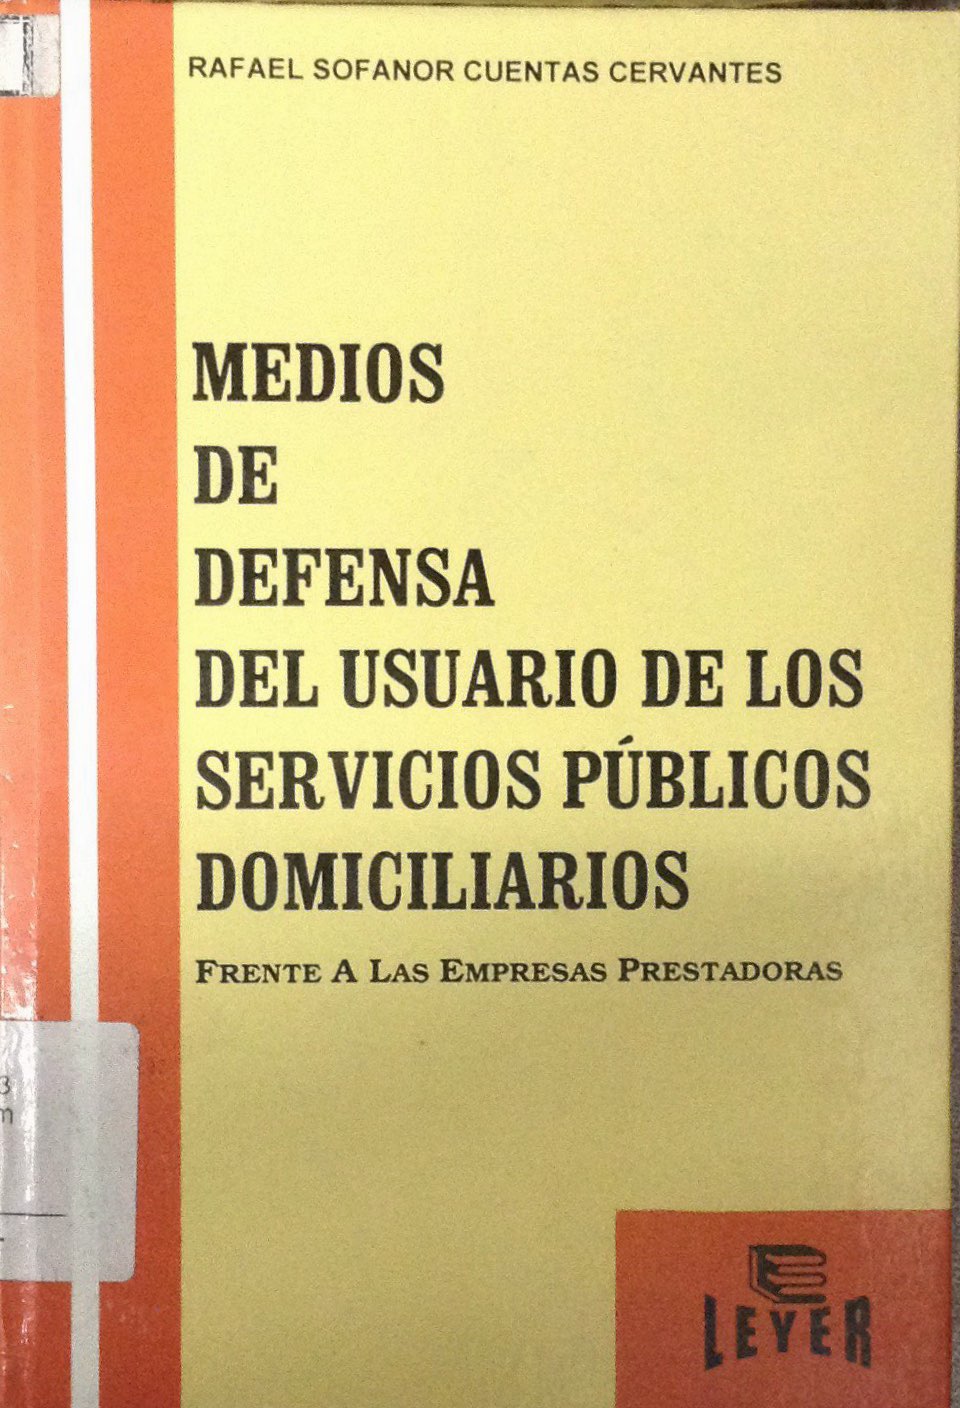 RAFAEL SOFANOR CUENTAS CERVANTES
MEDIOS
DE
DEFENSA
DEL USUARIO DE LOS
SERVICIOS PÚBLICOS
DOMICILIARIOS
FRENTE A LAS EMPRESAS PRESTADORAS
3
m
LEYER